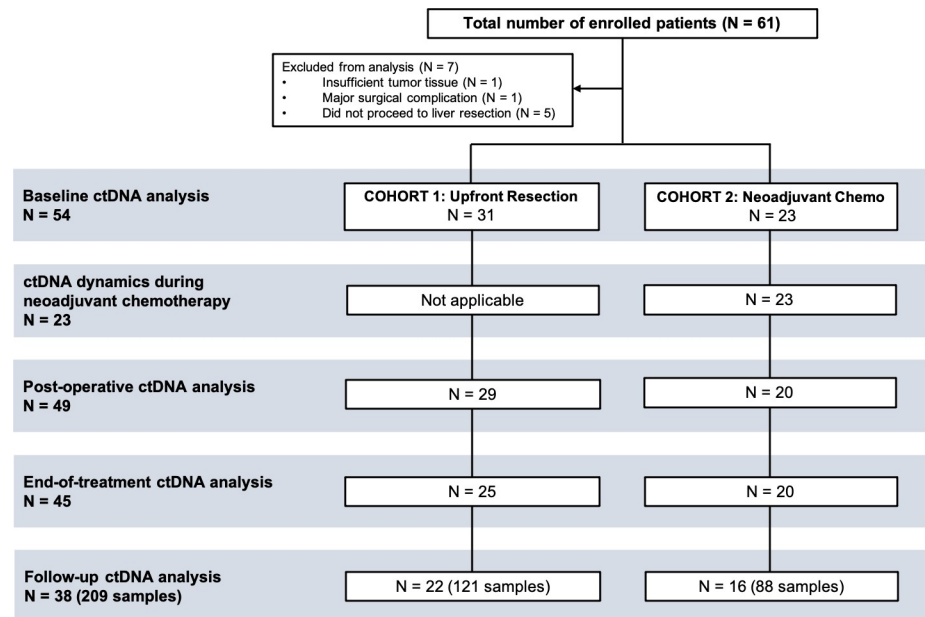 Total number of enrolled patients (N = 61)
Excluded from analysis (N = 7)
• Insufficient tumor tissue (N = 1)
• Major surgical complication (N = 1)
• Did not proceed to liver resection (N = 5)
Baseline ctDNA analysis
N = 54
COHORT 1: Upfront Resection
N = 31
COHORT 2: Neoadjuvant Chemo
N = 23
ctDNA dynamics during
neoadjuvant chemotherapy
N = 23
Not applicable
N = 23
Post-operative ctDNA analysis
N = 49
N = 29
N = 20
End-of-treatment ctDNA analysis
N = 45
N = 25
N = 20
Follow-up ctDNA analysis
N = 38 (209 samples)
N = 22 (121 samples)
N = 16 (88 samples)